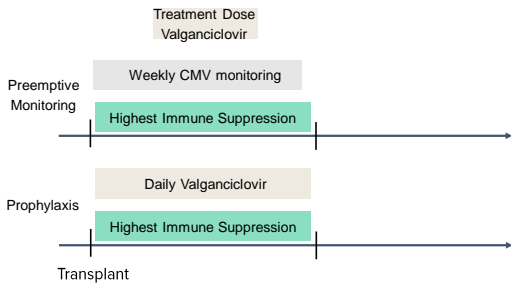 Treatment Dose
Valganciclovir
Weekly CMV monitoring
Preemptive
Monitoring
Highest Immune Suppression
Daily Valganciclovir
Prophylaxis
Highest Immune Suppression
Transplant